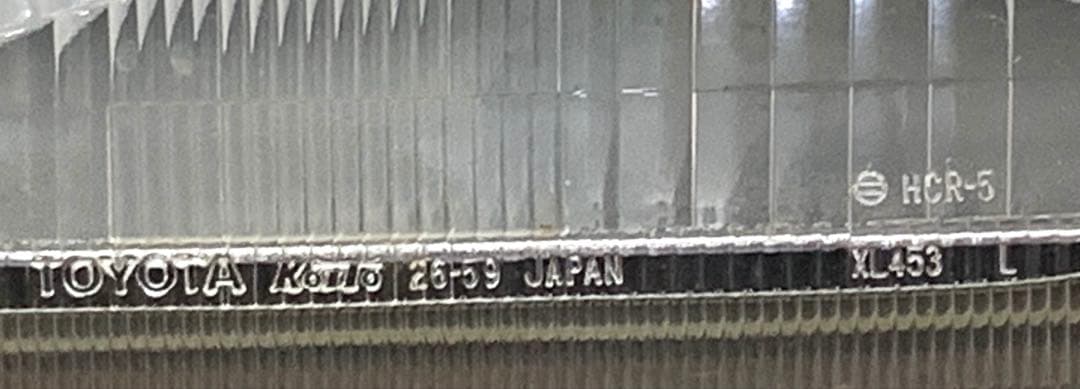 HCR-5
TOYOTA Koito 26-59 JAPAN XL453 L